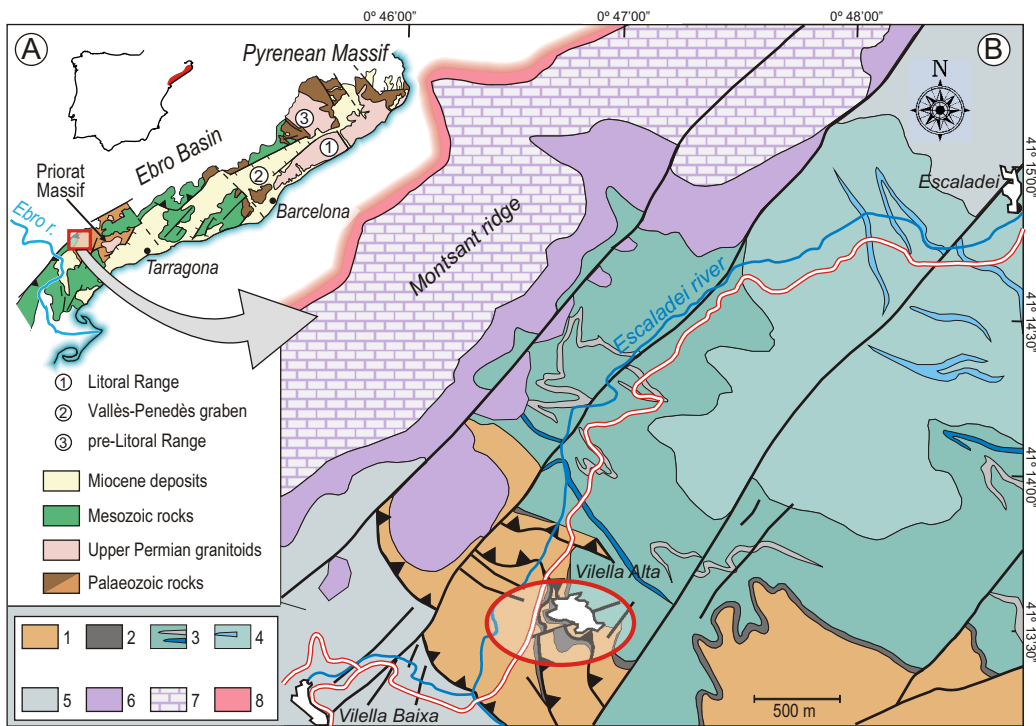 0° 46'00"
0° 47'00"
0° 48'00"
A
B
N
Pyrenean Massif
Ebro Basin
Priorat
Massif
Ebro r.
Tarragona
Barcelona
3
1
2
1 Litoral Range
2 Vallès-Penedès graben
3 pre-Litoral Range
Miocene deposits
Mesozoic rocks
Upper Permian granitoids
Palaeozoic rocks
1
2
3
4
5
6
7
8
Montsant ridge
Escaladei river
Escaladei
Vilella Alta
Vilella Baixa
500 m
41° 15'00"
41° 14'30"
41° 14'00"
41° 13'30"